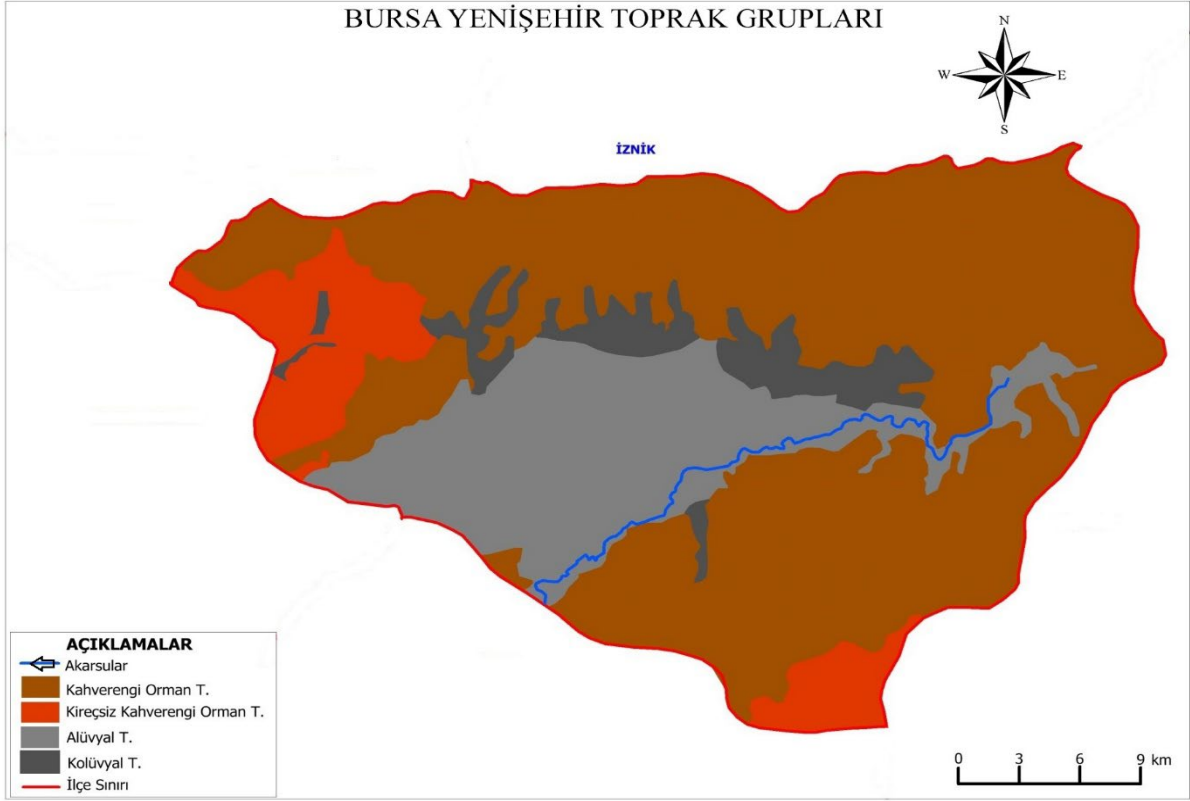 BURSA YENİŞEHİR TOPRAK GRUPLARI
N
W E
S
İZNİK
AÇIKLAMALAR
Akarsular
Kahverengi Orman T.
Kireçsiz Kahverengi Orman T.
Alüvyal T.
Kolüvyal T.
İlçe Sınırı
0 3 6 9 km